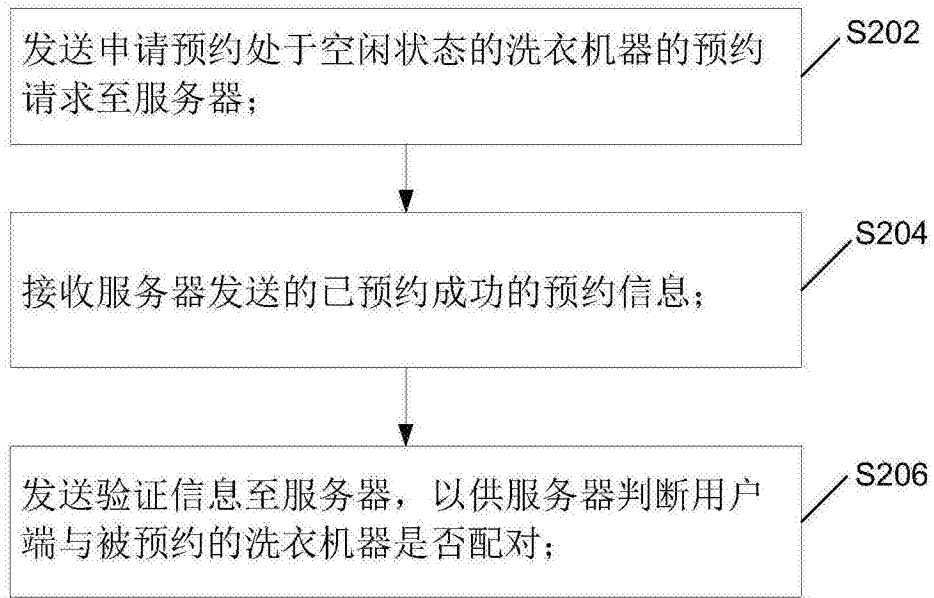 发送申请预约处于空闲状态的洗衣机器的预约
请求至服务器；
S202
接收服务器发送的已预约成功的预约信息；
S204
发送验证信息至服务器，以供服务器判断用户
端与被预约的洗衣机器是否配对；
S206